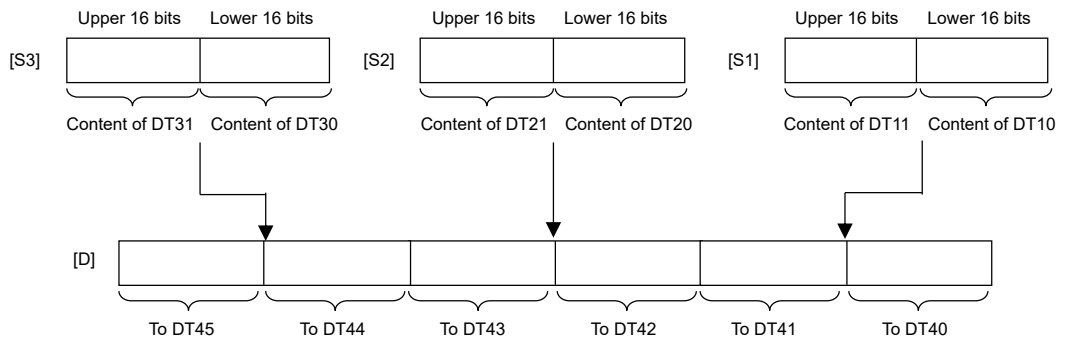 Upper 16 bits Lower 16 bits Upper 16 bits Lower 16 bits Upper 16 bits Lower 16 bits
[S3] [S2] [S1]
Content of DT31 Content of DT30 Content of DT21 Content of DT20 Content of DT11 Content of DT10
[D]
To DT45 To DT44 To DT43 To DT42 To DT41 To DT40